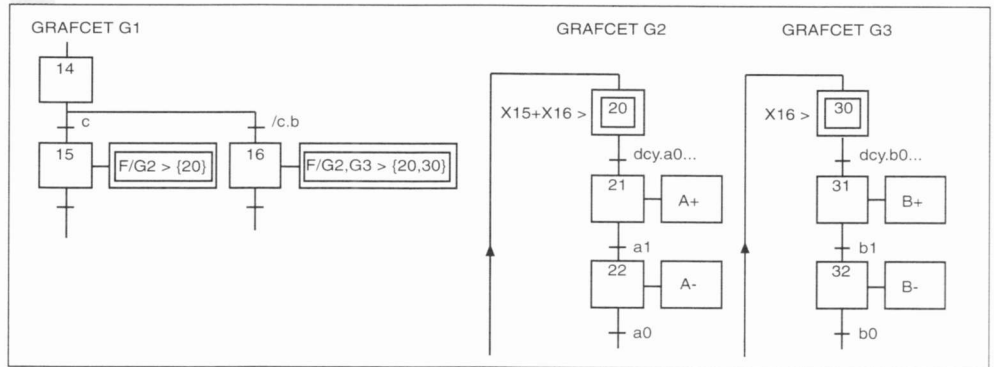 GRAFCET G1
14
c
/c.b
15
F/G2 > {20}
16
F/G2,G3 > {20,30}
GRAFCET G2
X15+X16 >
20
dcy.a0...
21
A+
a1
22
A-
a0
GRAFCET G3
X16 >
30
dcy.b0...
31
B+
b1
32
B-
b0